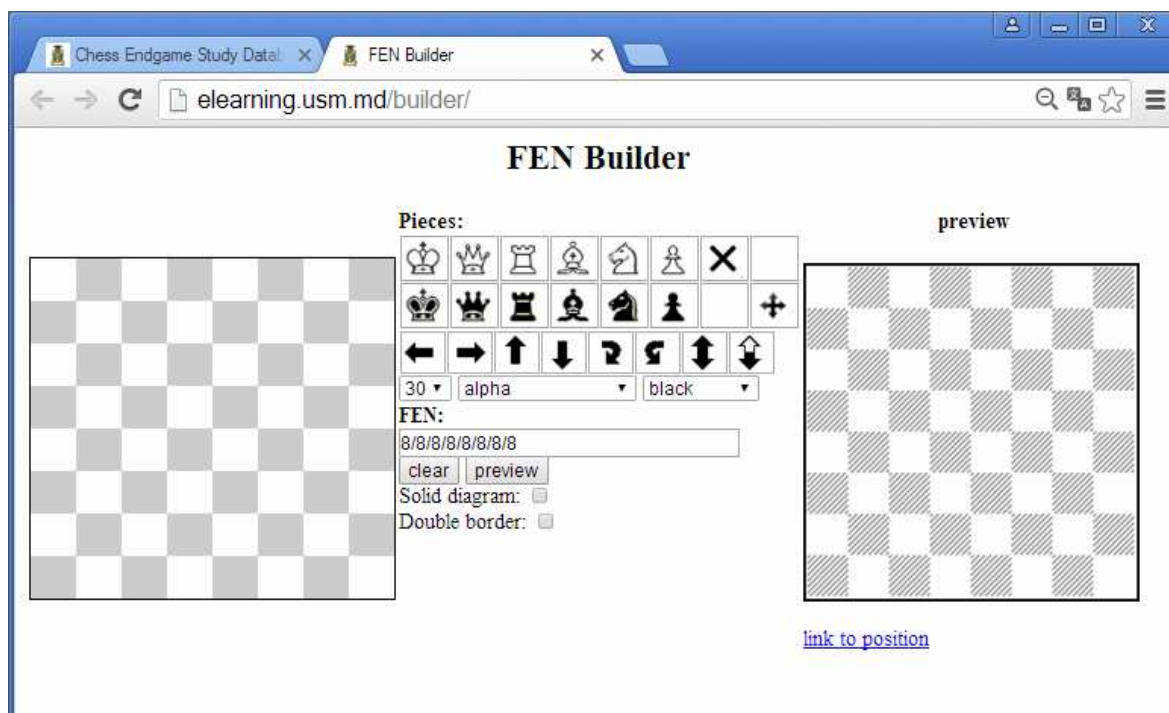 Chess Endgame Study Datab
FEN Builder
elearning.usm.md/builder/
FEN Builder
Pieces:
30 alpha black
FEN:
8/8/8/8/8/8/8/8
clear preview
Solid diagram:
Double border:
preview
link to position